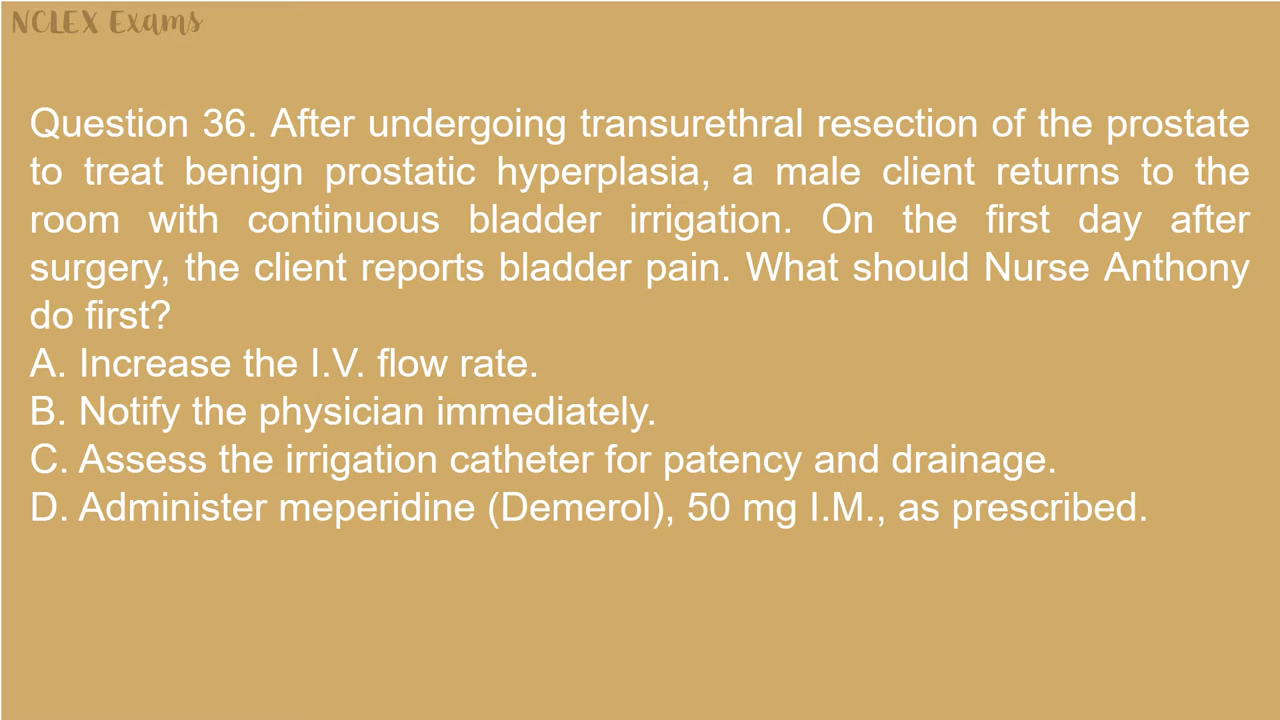 NCLEX Exams
Question 36. After undergoing transurethral resection of the prostate
to treat benign prostatic hyperplasia, a male client returns to the
room with continuous bladder irrigation. On the first day after
surgery, the client reports bladder pain. What should Nurse Anthony
do first?
A. Increase the I.V. flow rate.
B. Notify the physician immediately.
C. Assess the irrigation catheter for patency and drainage.
D. Administer meperidine (Demerol), 50 mg I.M., as prescribed.